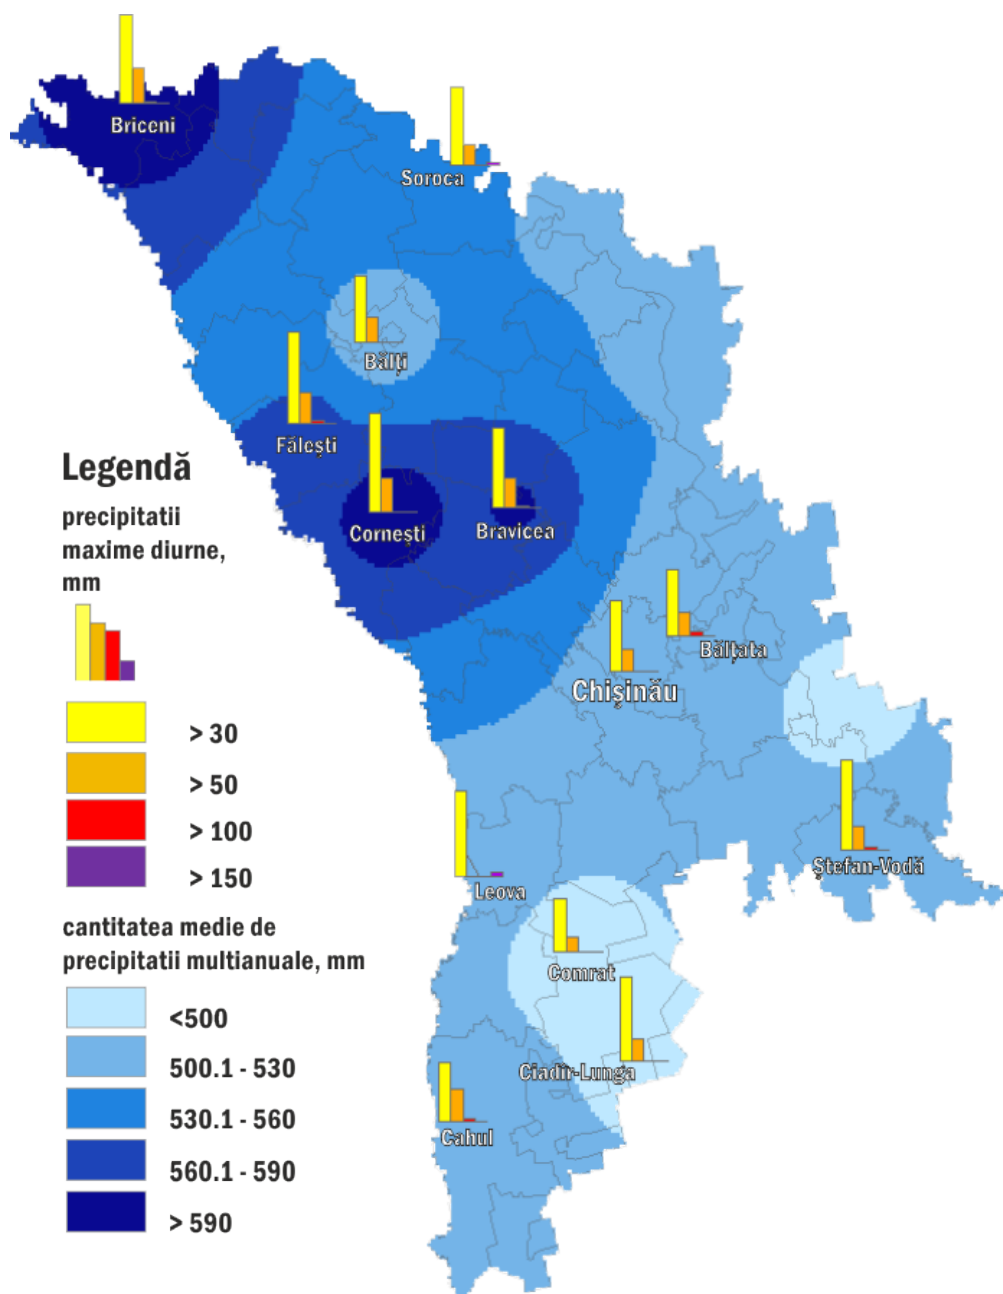 Briceni
Soroca
Bălți
Fălești
Cornești
Bravicea
Bălțata
Chișinău
Ștefan-Vodă
Leova
Comrat
Ciadîr-Lunga
Cahul
Legendă
precipitatii
maxime diurne,
mm
> 30
> 50
> 100
> 150
cantitatea medie de
precipitatii multianuale, mm
<500
500.1 - 530
530.1 - 560
560.1 - 590
> 590